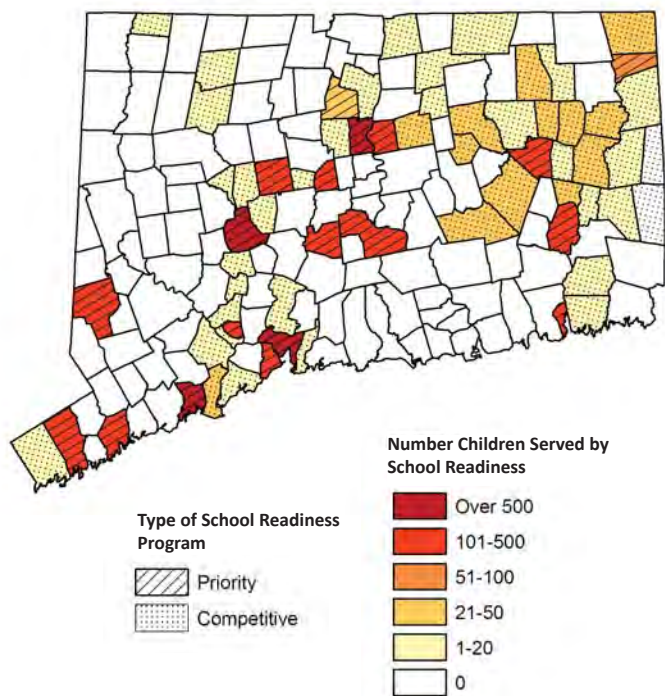 Number Children Served by
School Readiness
Over 500
101-500
51-100
21-50
1-20
0
Type of School Readiness
Program
Priority
Competitive